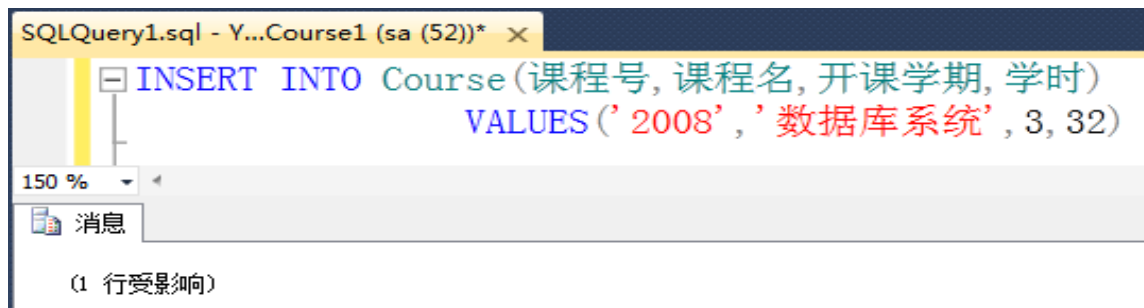 SQLQuery1.sql - Y...Course1 (sa (52))*
INSERT INTO Course(课程号,课程名,开课学期,学时)
VALUES('2008','数据库系统',3,32)
150 %
消息
(1 行受影响)